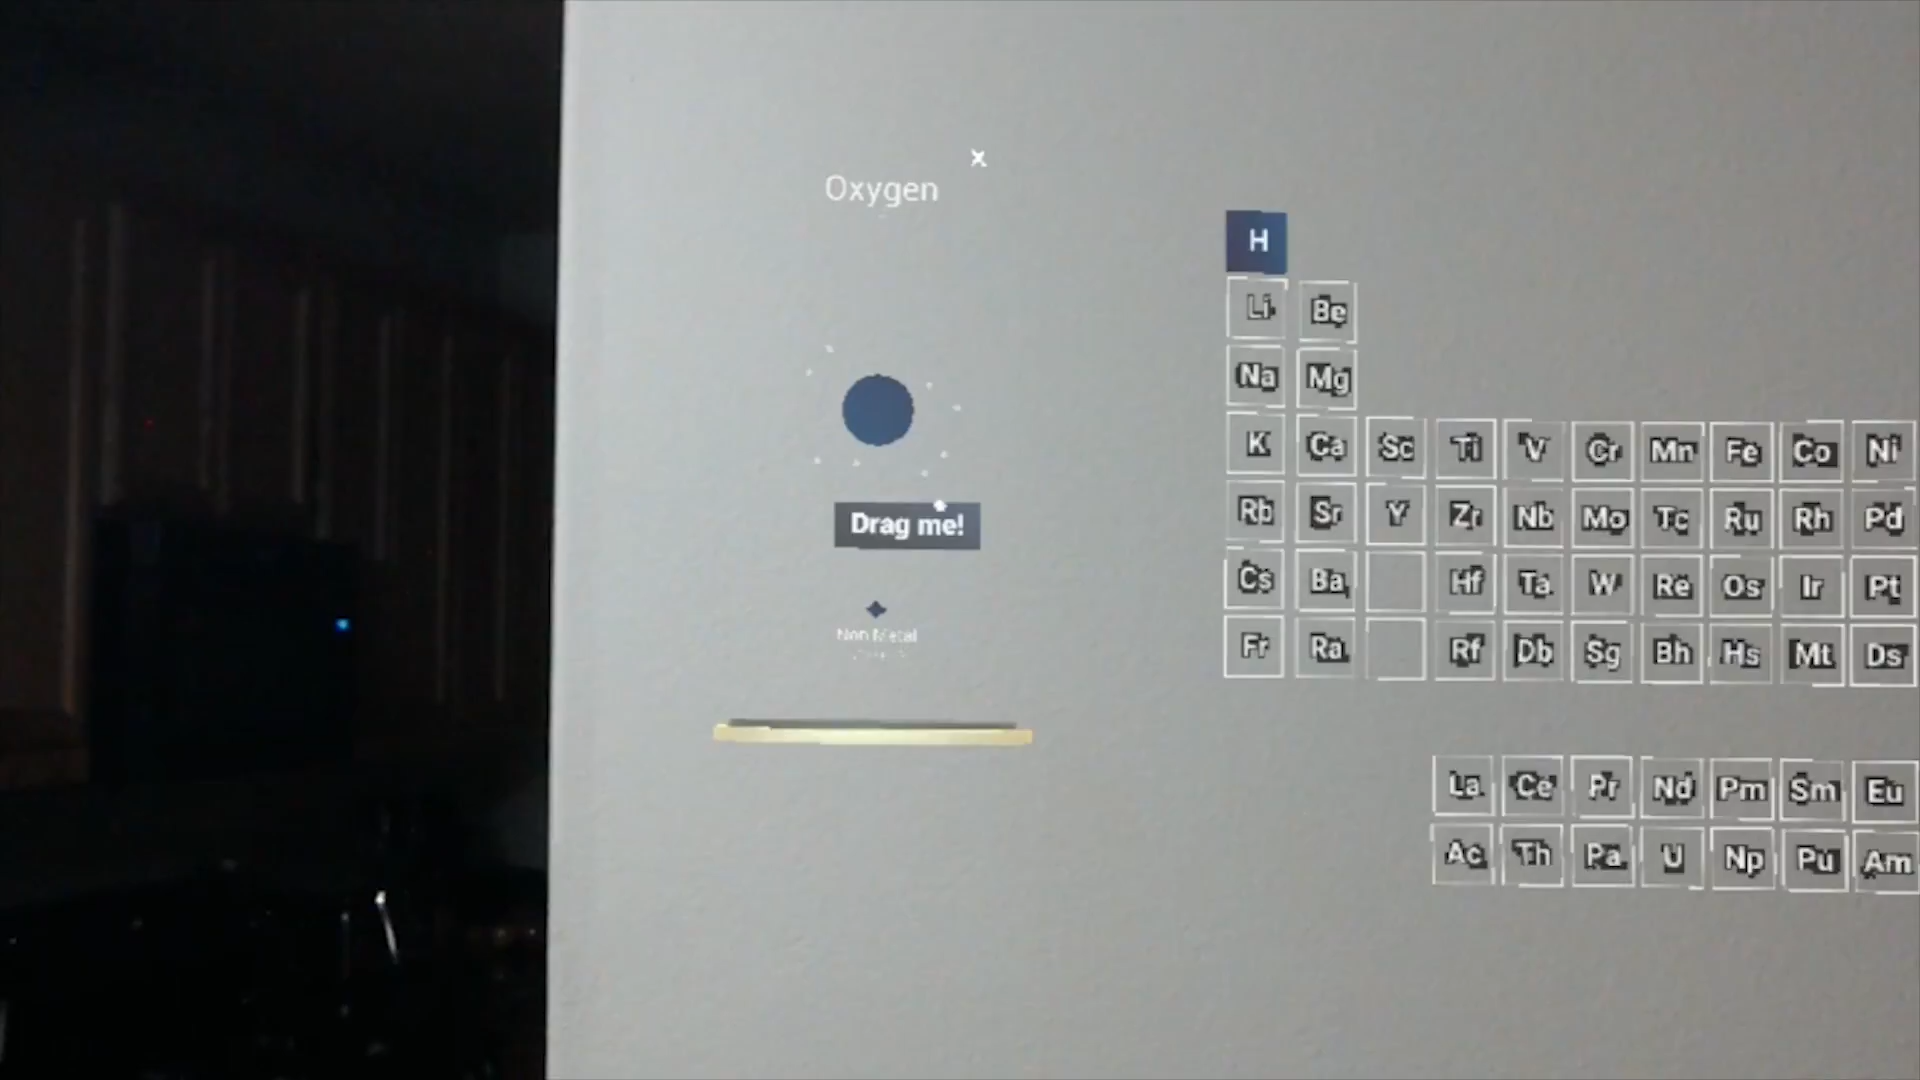 x
Oxygen
Drag me!
Non Metal
H
Li Be
Na Mg
K Ca Sc Ti V Cr Mn Fe Co Ni
Rb Sr Y Zr Nb Mo Tc Ru Rh Pd
Cs Ba Hf Ta W Re Os Ir Pt
Fr Ra Rf Db Sg Bh Hs Mt Ds
La Ce Pr Nd Pm Sm Eu
Ac Th Pa U Np Pu Am